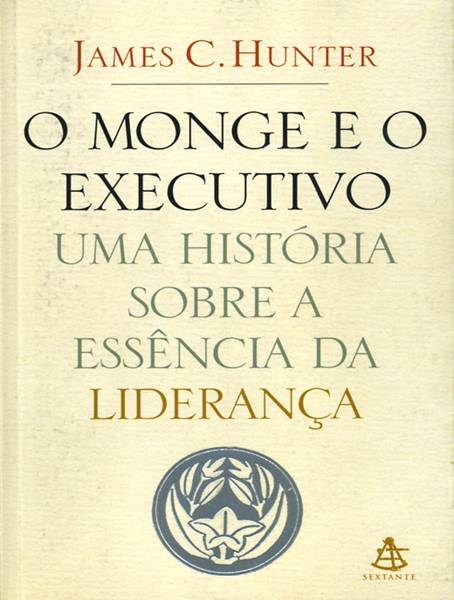 JAMES C. HUNTER
O MONGE E O
EXECUTIVO
UMA HISTÓRIA
SOBRE A
ESSÊNCIA DA
LIDERANÇA
SEXTANTE